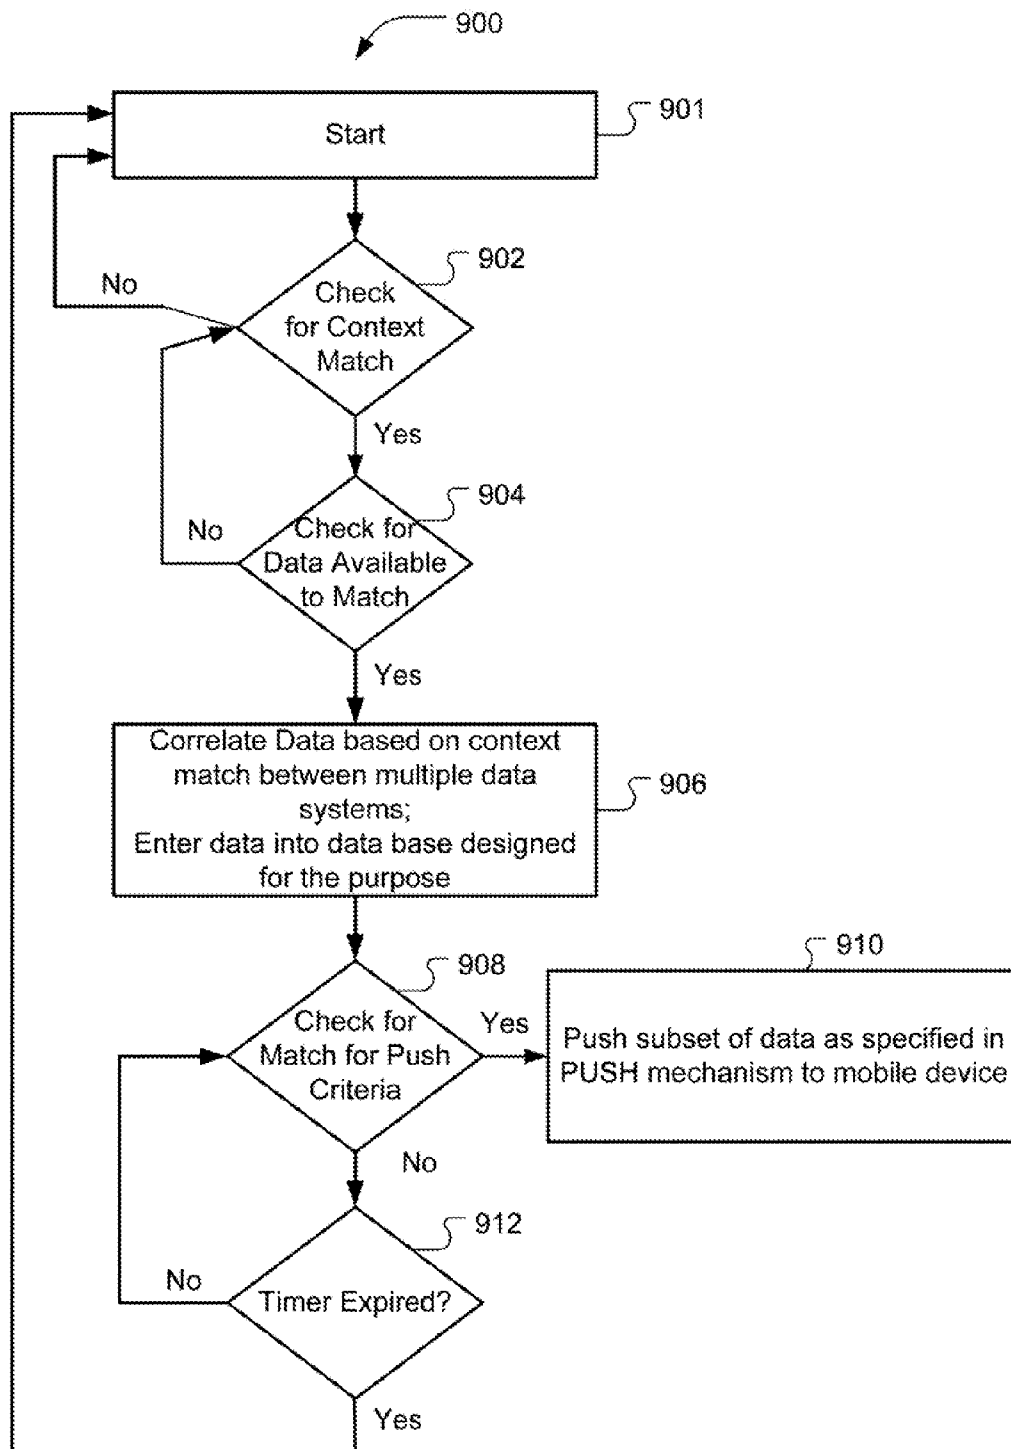 900
Start
901
902
Check
for Context
Match
No
Yes
904
Check for
Data Available
to Match
No
Yes
Correlate Data based on context
match between multiple data
systems;
Enter data into data base designed
for the purpose
906
908
Check for
Match for Push
Criteria
Yes
910
Push subset of data as specified in
PUSH mechanism to mobile device
No
912
Timer Expired?
No
Yes